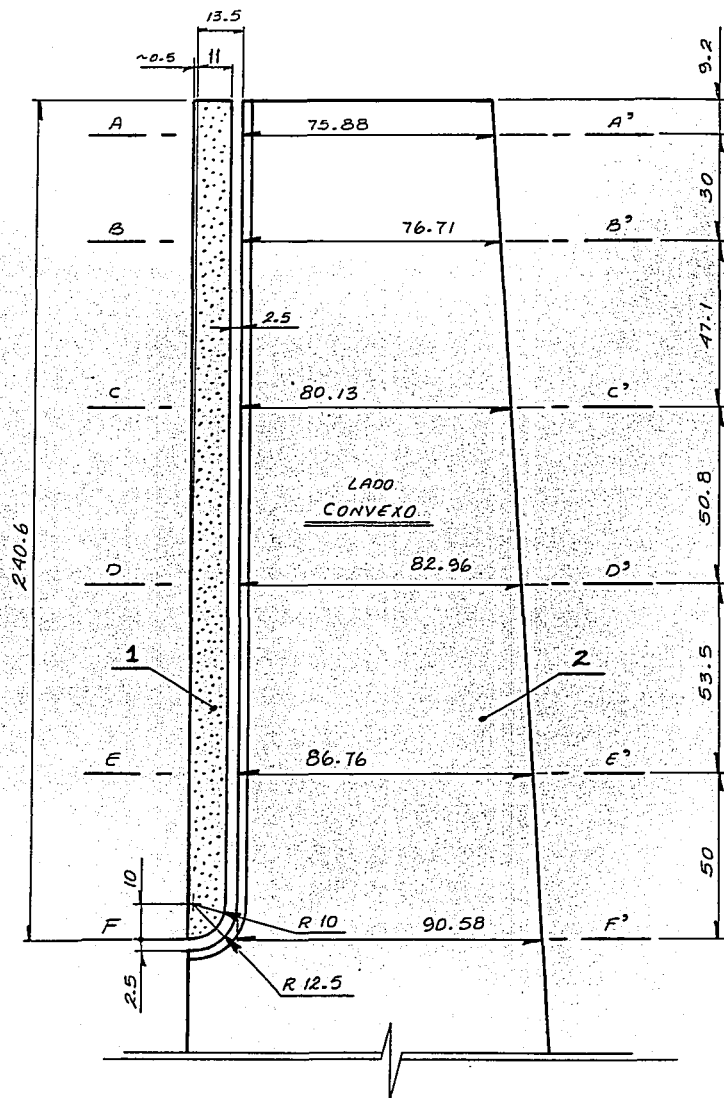 13.5
~0.5
11
9.2
A
75.88
A'
30
B
76.71
B'
47.1
2.5
C
80.13
C'
LADO
CONVEXO
50.8
240.6
D
82.96
D'
1
2
53.5
E
86.76
E'
50
10
R 10
F
90.58
F'
2.5
R 12.5